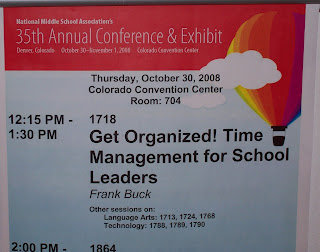 National Middle School Association's
35th Annual Conference & Exhibit
Denver, Colorado October 30–November 1, 2008 Colorado Convention Center
Thursday, October 30, 2008
Colorado Convention Center
Room: 704
12:15 PM - 1718
1:30 PM Get Organized! Time
Management for School
Leaders
Frank Buck
Other sessions on:
Language Arts: 1713, 1724, 1768
Technology: 1788, 1789, 1790
2:00 PM - 1864